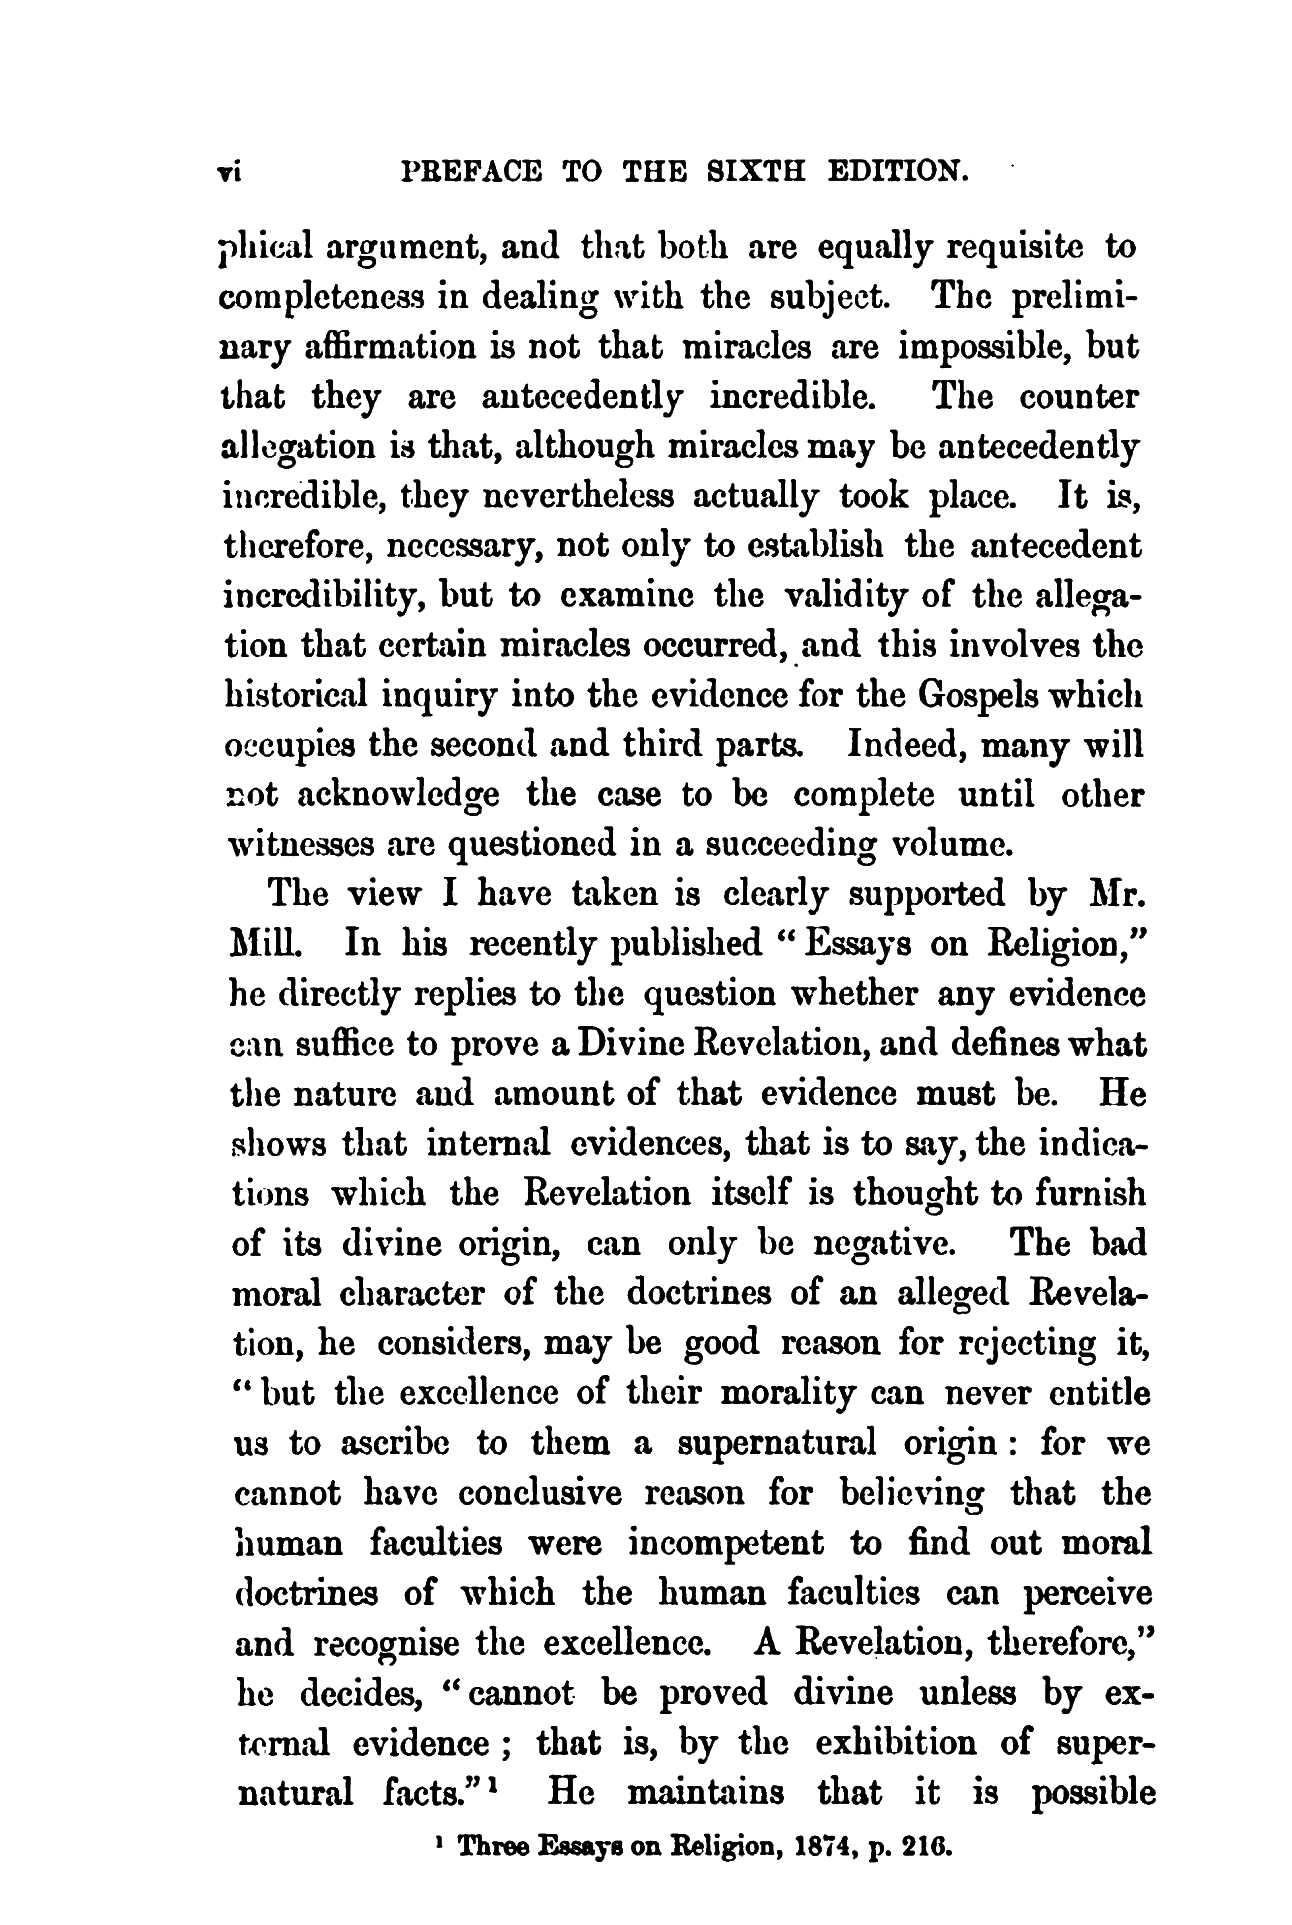 vi PREFACE TO THE SIXTH EDITION.
phical argument, and that both are equally requisite to
completeness in dealing with the subject. The prelimi-
nary affirmation is not that miracles are impossible, but
that they are antecedently incredible. The counter
allegation is that, although miracles may be antecedently
incredible, they nevertheless actually took place. It is,
therefore, necessary, not only to establish the antecedent
incredibility, but to examine the validity of the allega-
tion that certain miracles occurred, and this involves the
historical inquiry into the evidence for the Gospels which
occupies the second and third parts. Indeed, many will
not acknowledge the case to be complete until other
witnesses are questioned in a succeeding volume.
The view I have taken is clearly supported by Mr.
Mill. In his recently published “Essays on Religion,”
he directly replies to the question whether any evidence
can suffice to prove a Divine Revelation, and defines what
the nature and amount of that evidence must be. He
shows that internal evidences, that is to say, the indica-
tions which the Revelation itself is thought to furnish
of its divine origin, can only be negative. The bad
moral character of the doctrines of an alleged Revela-
tion, he considers, may be good reason for rejecting it,
“but the excellence of their morality can never entitle
us to ascribe to them a supernatural origin: for we
cannot have conclusive reason for believing that the
human faculties were incompetent to find out moral
doctrines of which the human faculties can perceive
and recognise the excellence. A Revelation, therefore,”
he decides, “cannot be proved divine unless by ex-
ternal evidence; that is, by the exhibition of super-
natural facts.”¹ He maintains that it is possible
¹ Three Essays on Religion, 1874, p. 216.